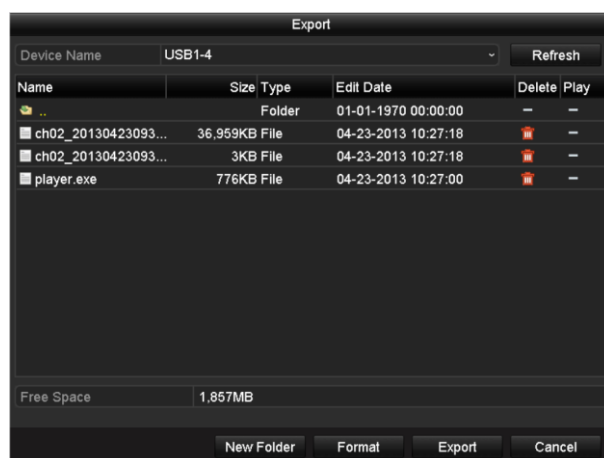 Export
Device Name USB1-4 Refresh
Name Size Type Edit Date Delete Play
.. Folder 01-01-1970 00:00:00 – –
ch02_20130423093... 36,959KB File 04-23-2013 10:27:18 –
ch02_20130423093... 3KB File 04-23-2013 10:27:18 –
player.exe 776KB File 04-23-2013 10:27:00 –
Free Space 1,857MB
New Folder Format Export Cancel